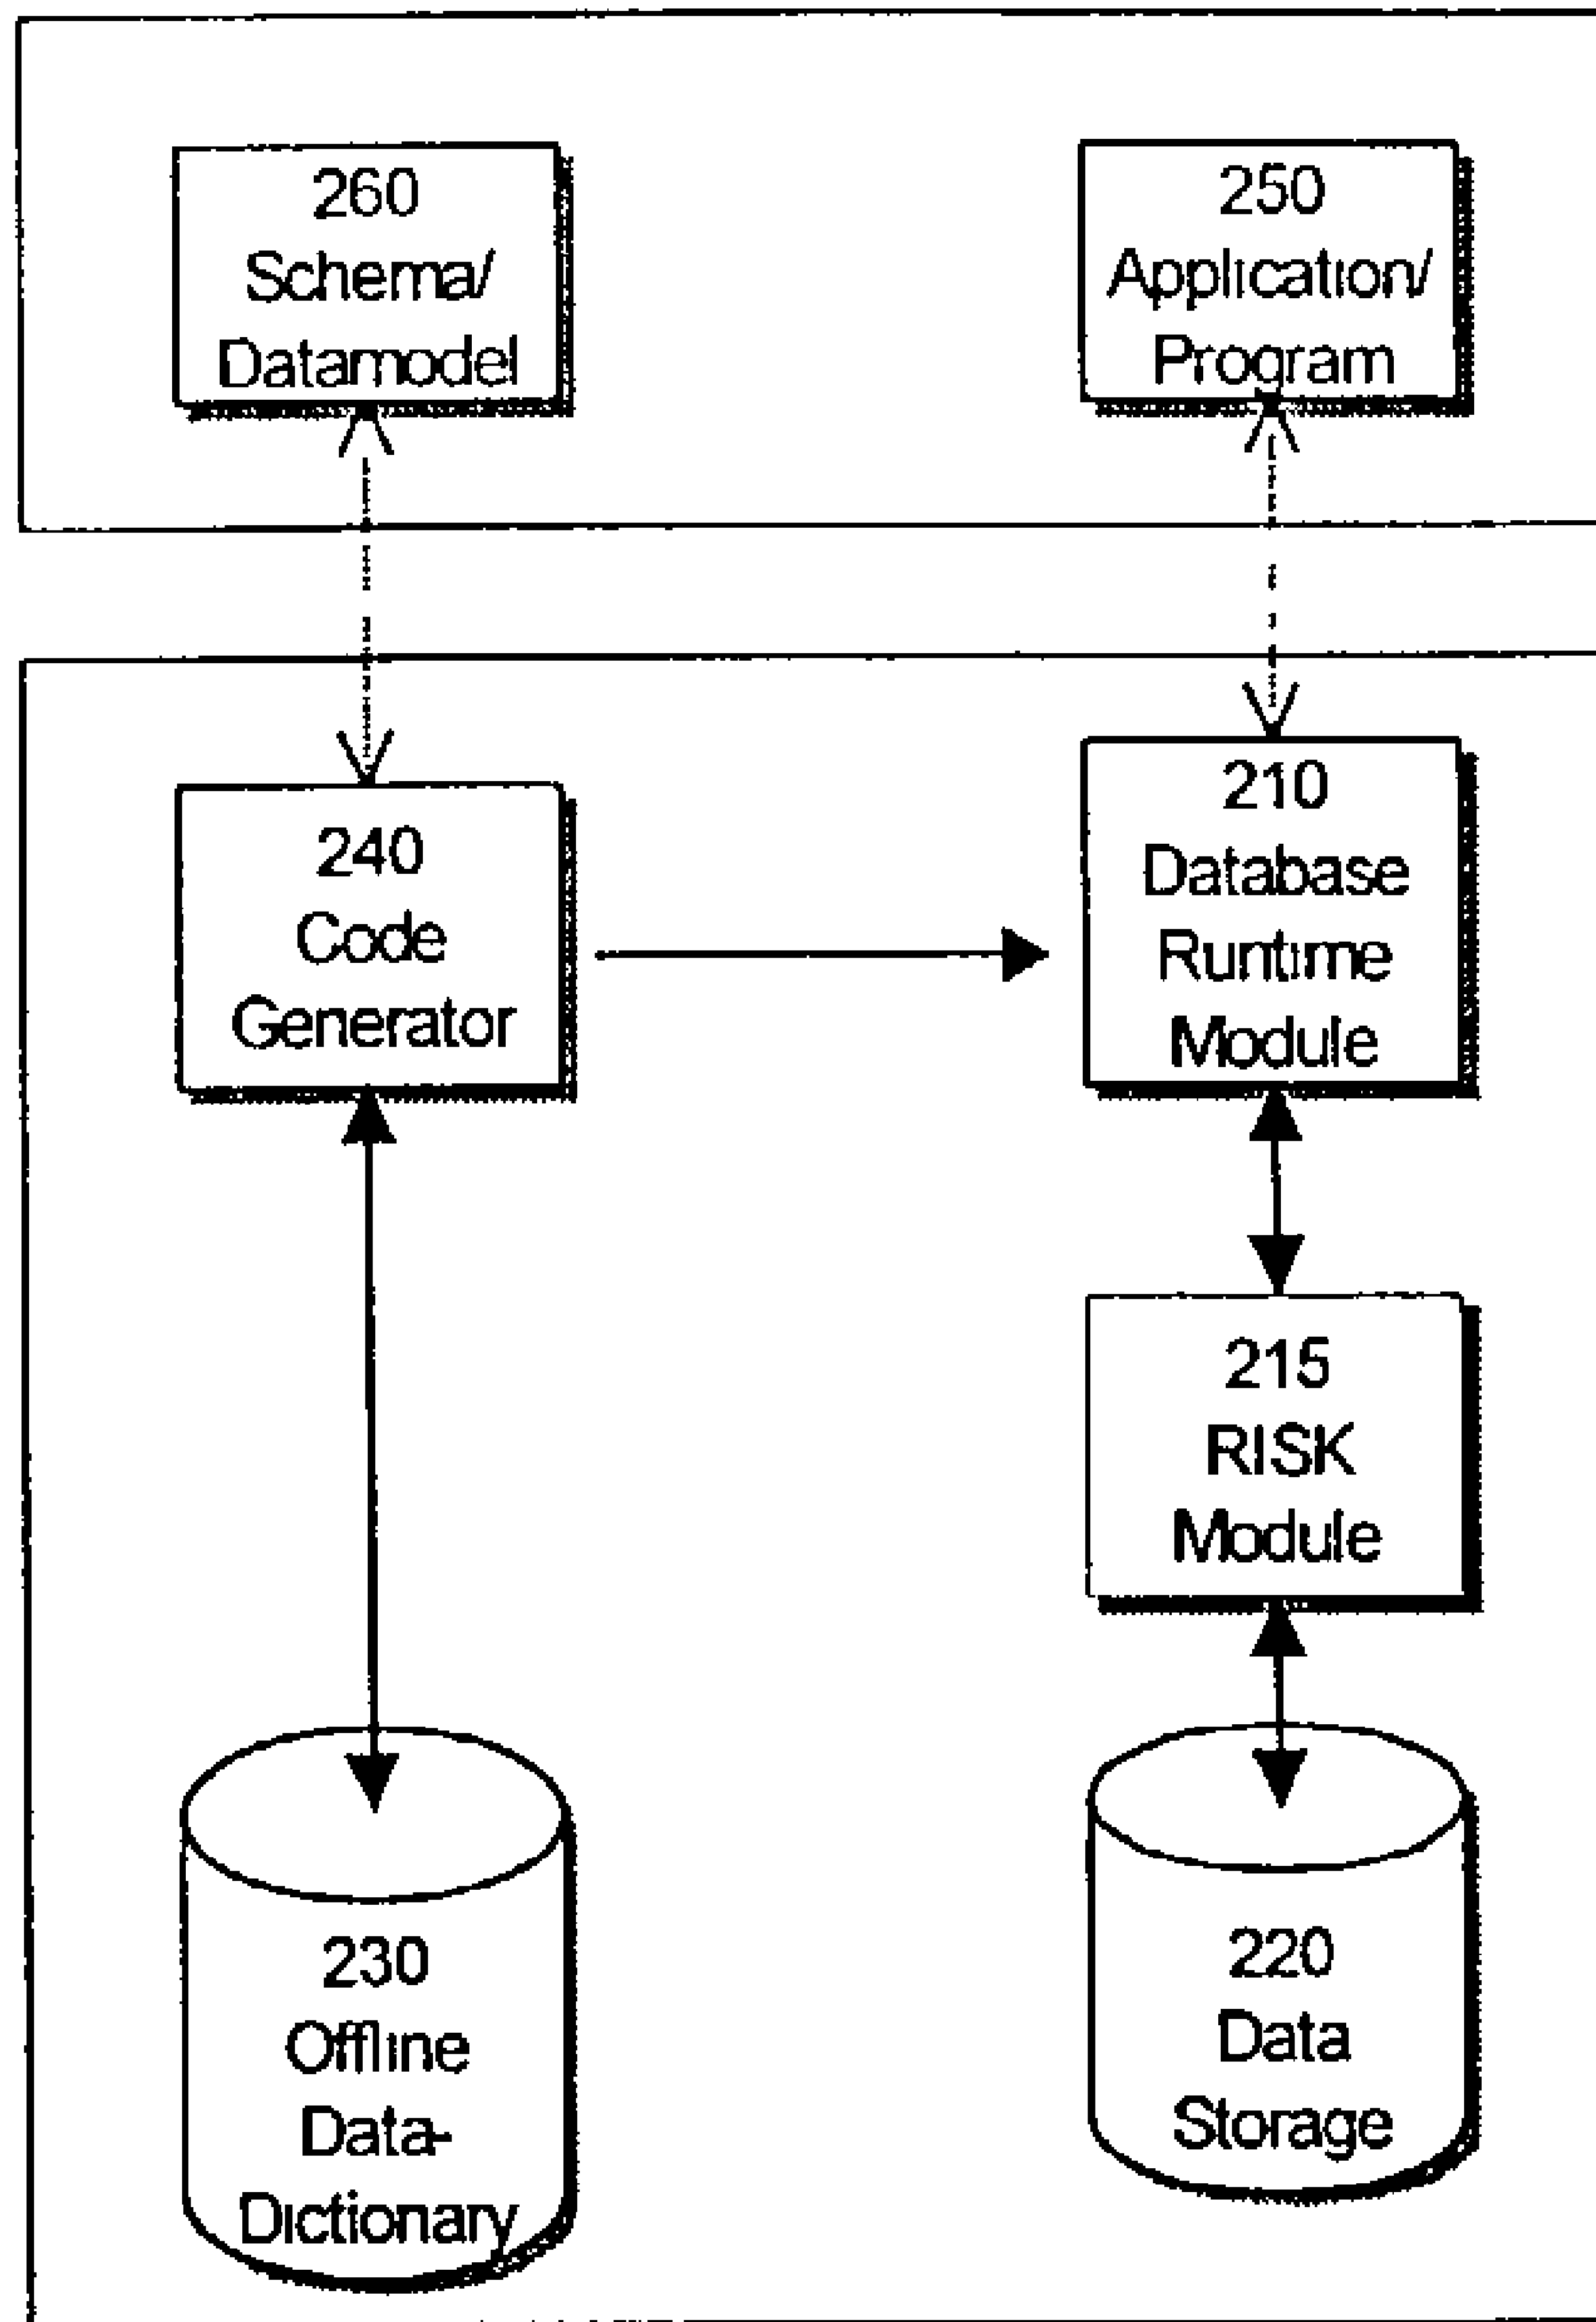 260
Schema/
Datamodel
250
Application/
Program
240
Code
Generator
210
Database
Runtime
Module
215
RISK
Module
230
Offline
Data-
Dictionary
220
Data
Storage